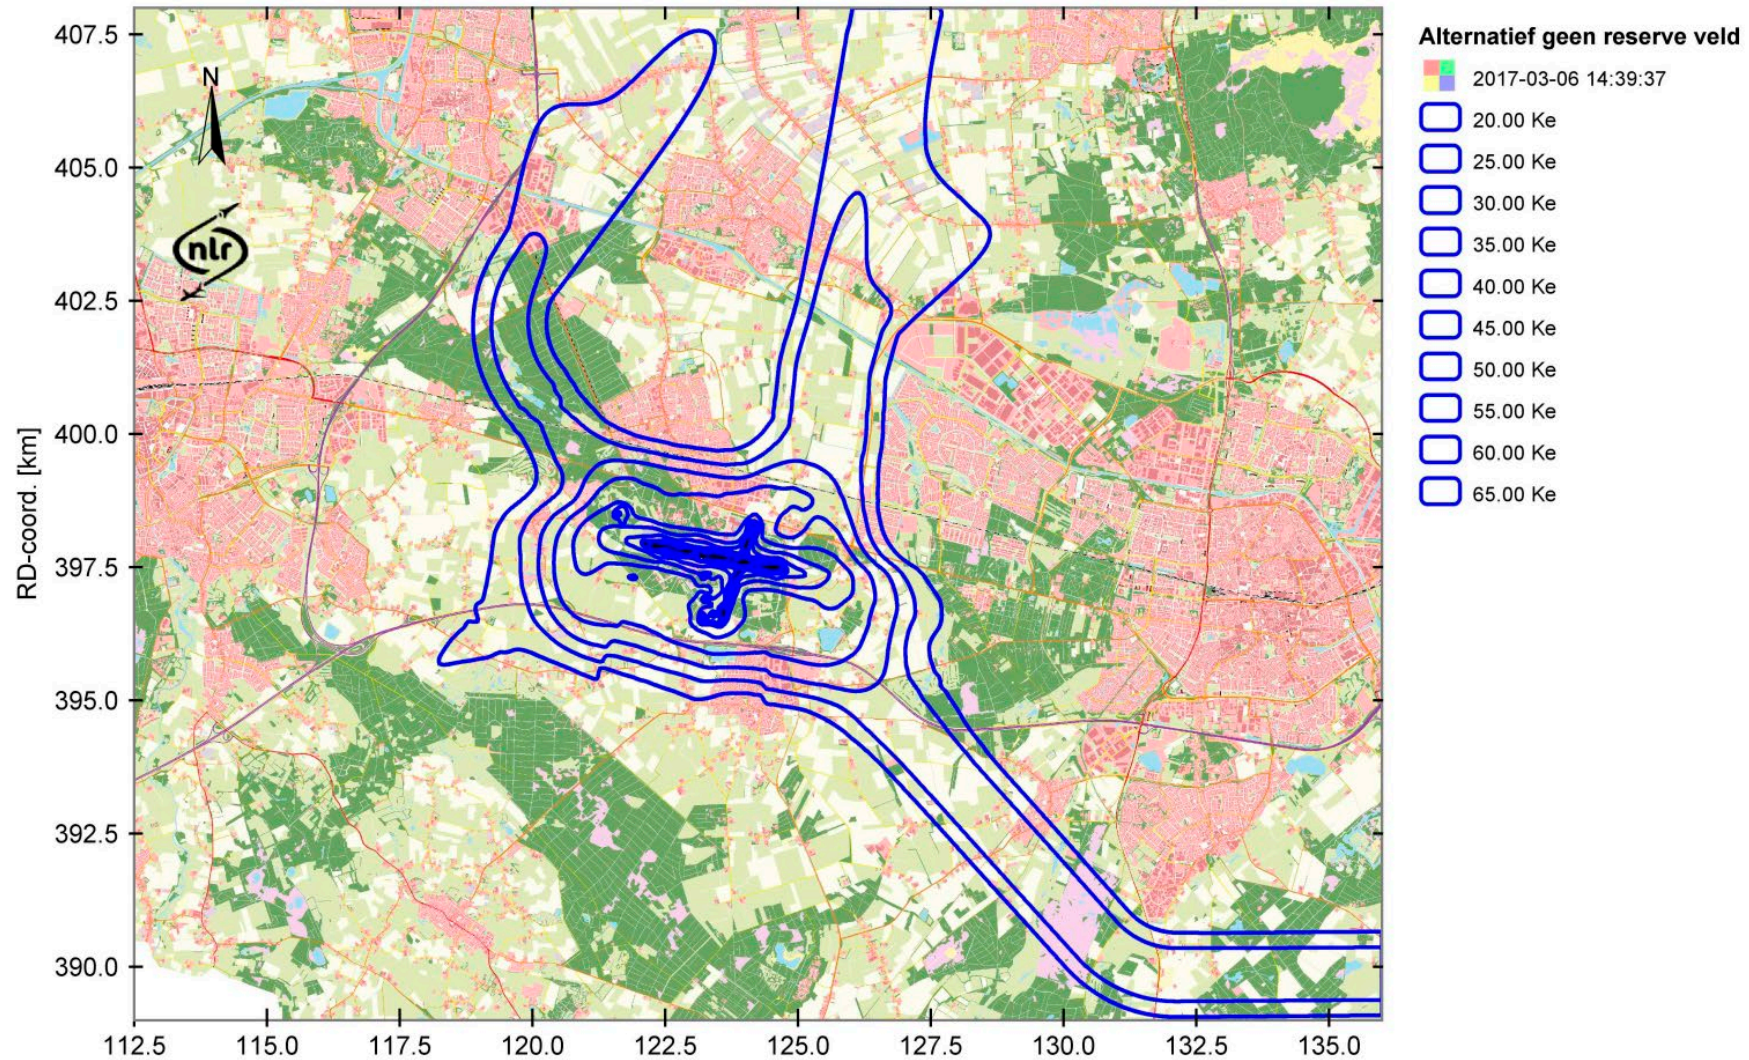 Alternatief geen reserve veld
2017-03-06 14:39:37
20.00 Ke
25.00 Ke
30.00 Ke
35.00 Ke
40.00 Ke
45.00 Ke
50.00 Ke
55.00 Ke
60.00 Ke
65.00 Ke
N
nlr
RD-coord. [km]
407.5
405.0
402.5
400.0
397.5
395.0
392.5
390.0
112.5 115.0 117.5 120.0 122.5 125.0 127.5 130.0 132.5 135.0